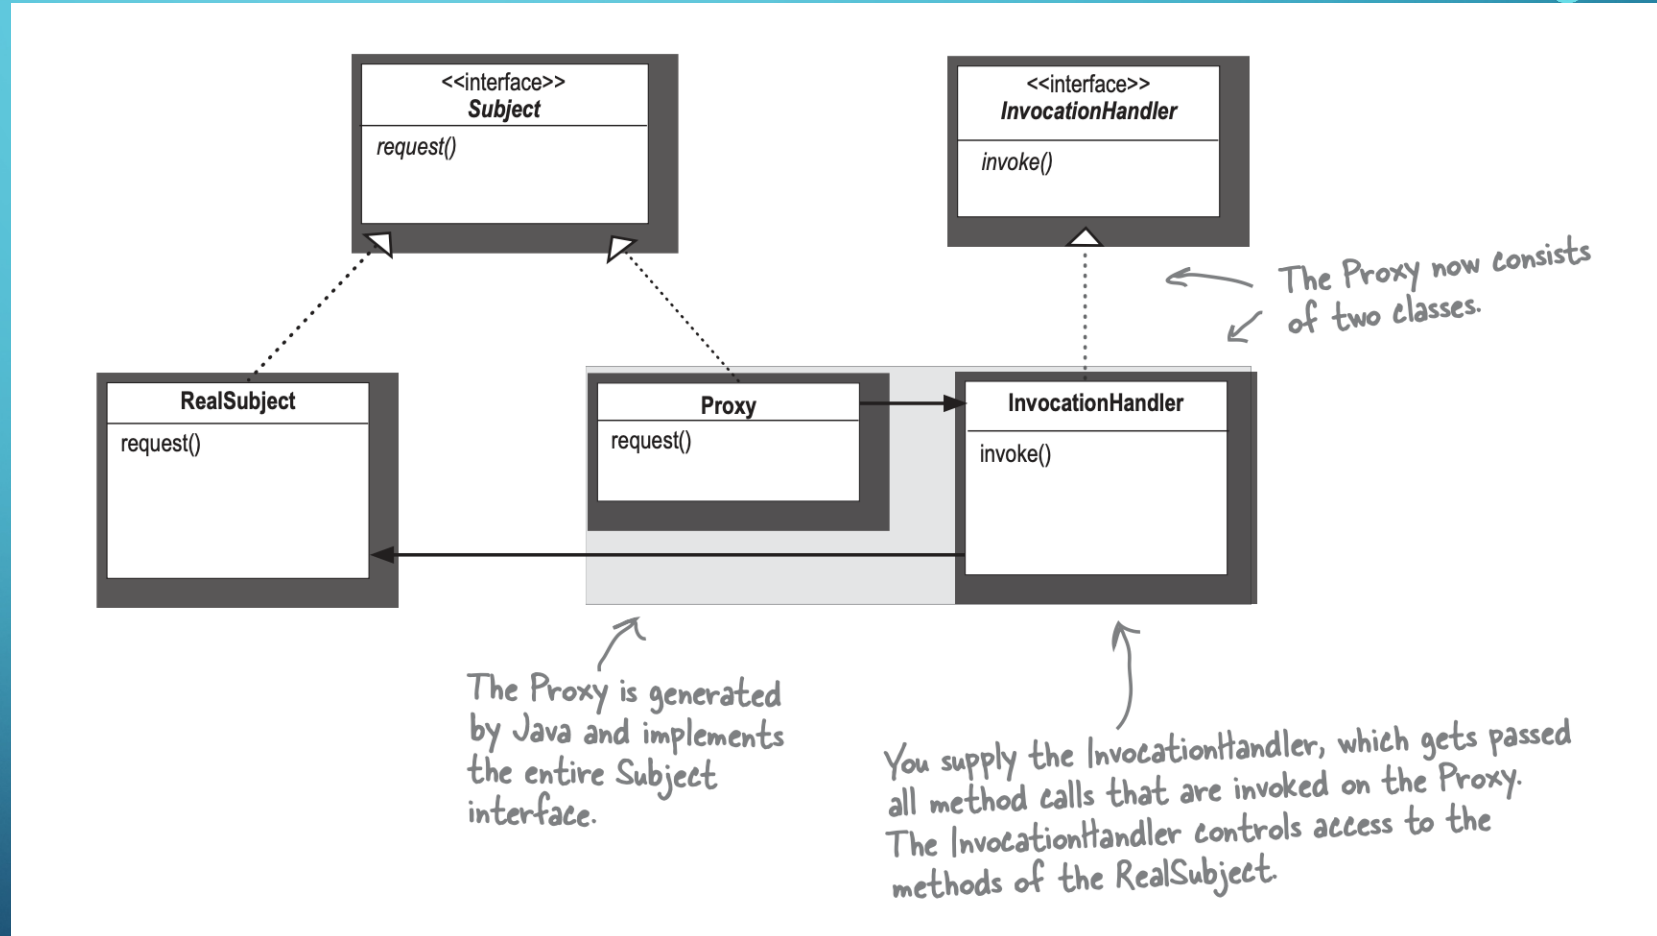 <<interface>>
Subject
request()
<<interface>>
InvocationHandler
invoke()
The Proxy now consists
of two classes.
RealSubject
request()
Proxy
request()
InvocationHandler
invoke()
The Proxy is generated
by Java and implements
the entire Subject
interface.
You supply the InvocationHandler, which gets passed
all method calls that are invoked on the Proxy.
The InvocationHandler controls access to the
methods of the RealSubject.